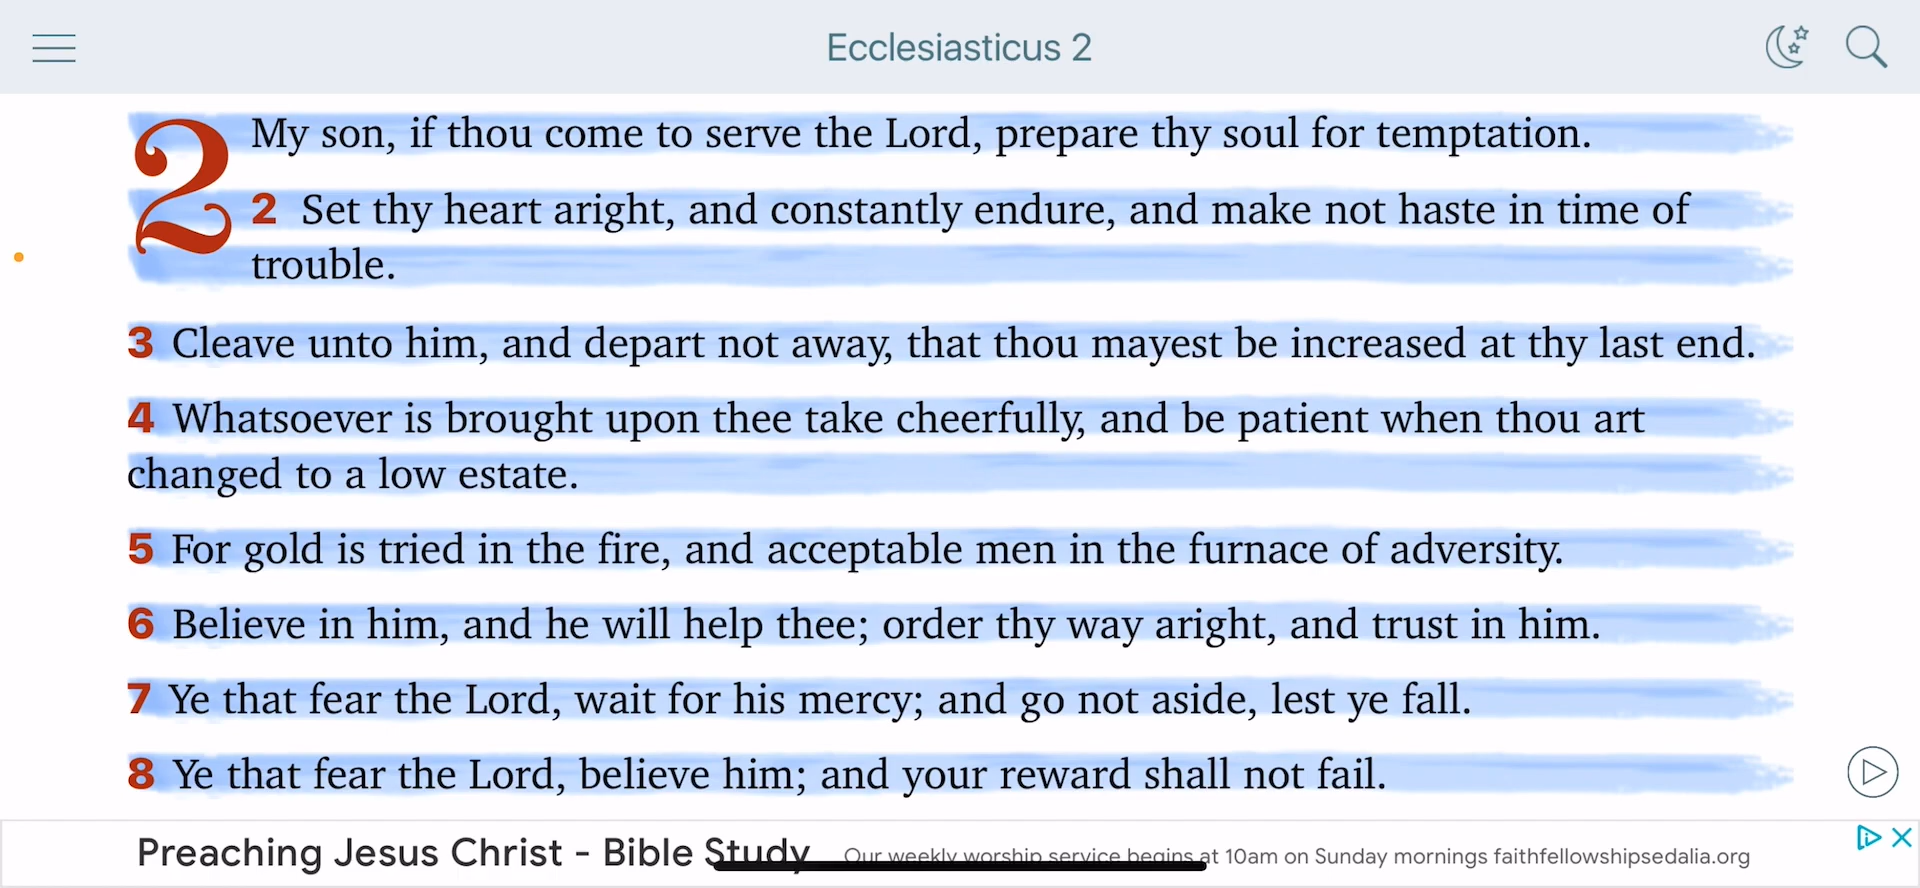 Ecclesiasticus 2
2 My son, if thou come to serve the Lord, prepare thy soul for temptation.
2 Set thy heart aright, and constantly endure, and make not haste in time of
trouble.
3 Cleave unto him, and depart not away, that thou mayest be increased at thy last end.
4 Whatsoever is brought upon thee take cheerfully, and be patient when thou art
changed to a low estate.
5 For gold is tried in the fire, and acceptable men in the furnace of adversity.
6 Believe in him, and he will help thee; order thy way aright, and trust in him.
7 Ye that fear the Lord, wait for his mercy; and go not aside, lest ye fall.
8 Ye that fear the Lord, believe him; and your reward shall not fail.
Preaching Jesus Christ - Bible Study Our weekly worship service begins at 10am on Sunday mornings faithfellowshipsedalia.org